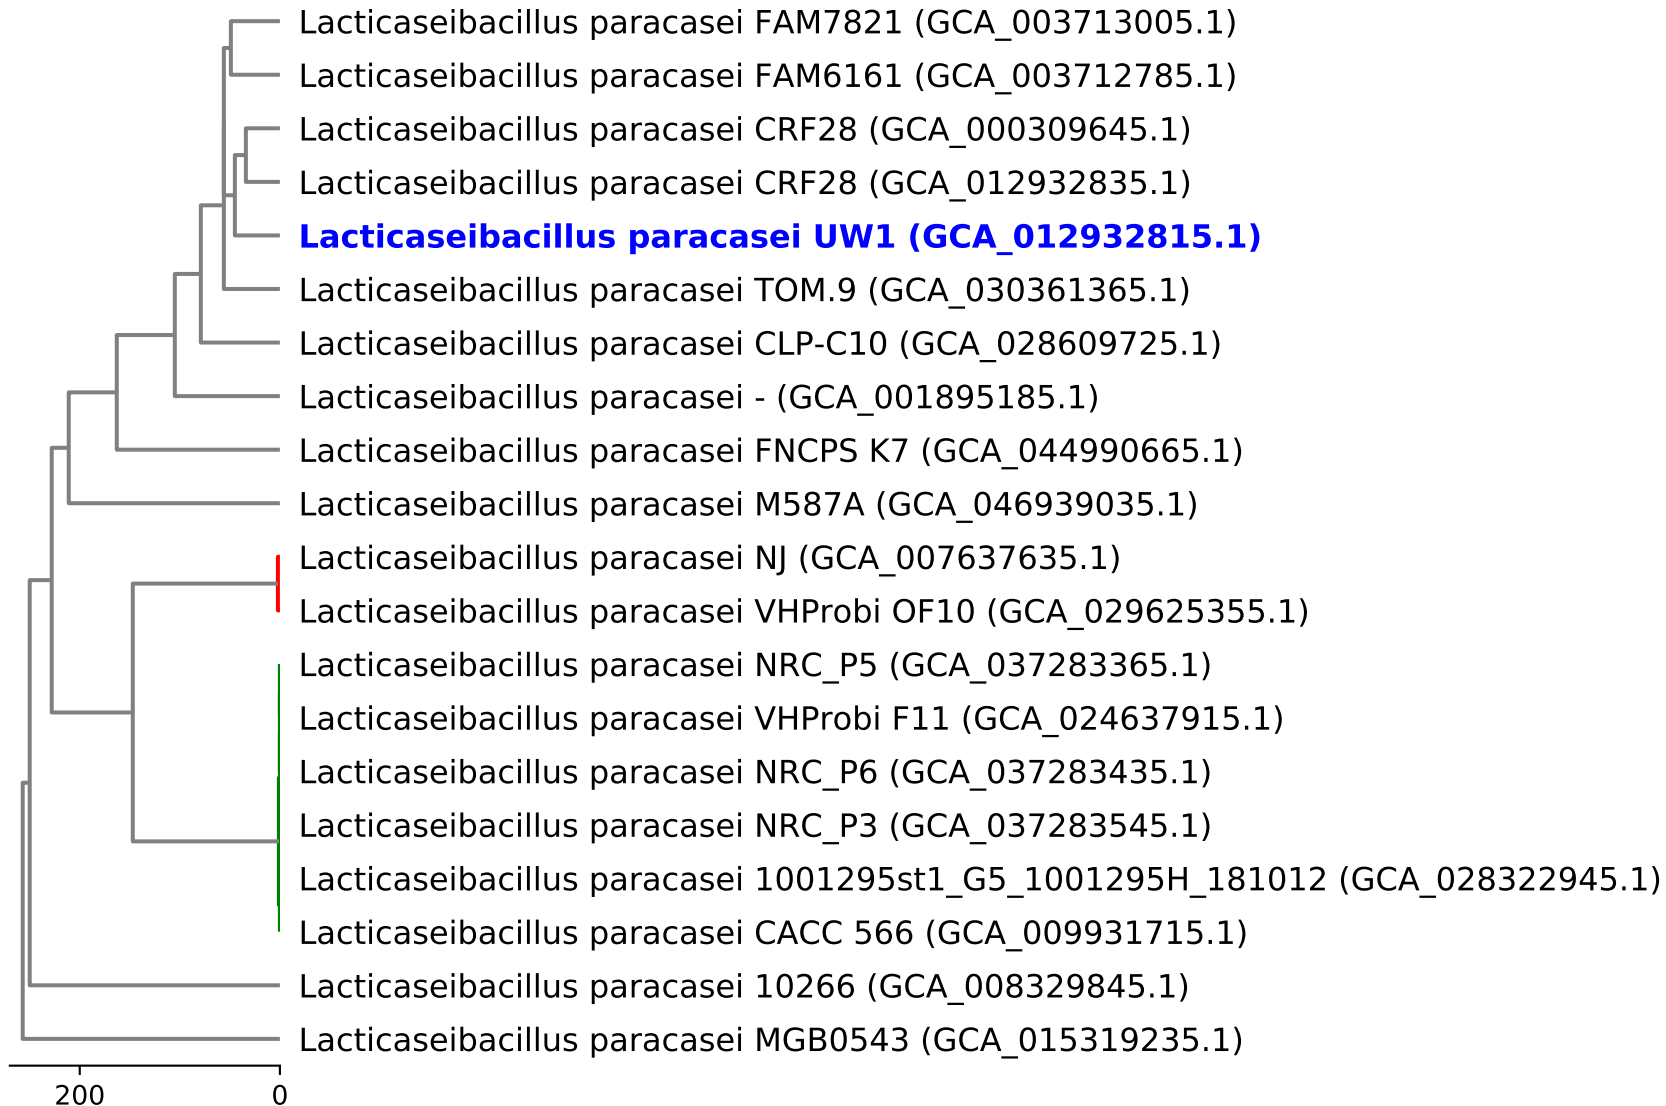 Lacticaseibacillus paracasei FAM7821 (GCA_003713005.1)
Lacticaseibacillus paracasei FAM6161 (GCA_003712785.1)
Lacticaseibacillus paracasei CRF28 (GCA_000309645.1)
Lacticaseibacillus paracasei CRF28 (GCA_012932835.1)
Lacticaseibacillus paracasei UW1 (GCA_012932815.1)
Lacticaseibacillus paracasei TOM.9 (GCA_030361365.1)
Lacticaseibacillus paracasei CLP-C10 (GCA_028609725.1)
Lacticaseibacillus paracasei - (GCA_001895185.1)
Lacticaseibacillus paracasei FNCPS K7 (GCA_044990665.1)
Lacticaseibacillus paracasei M587A (GCA_046939035.1)
Lacticaseibacillus paracasei NJ (GCA_007637635.1)
Lacticaseibacillus paracasei VHProbi OF10 (GCA_029625355.1)
Lacticaseibacillus paracasei NRC_P5 (GCA_037283365.1)
Lacticaseibacillus paracasei VHProbi F11 (GCA_024637915.1)
Lacticaseibacillus paracasei NRC_P6 (GCA_037283435.1)
Lacticaseibacillus paracasei NRC_P3 (GCA_037283545.1)
Lacticaseibacillus paracasei 1001295st1_G5_1001295H_181012 (GCA_028322945.1)
Lacticaseibacillus paracasei CACC 566 (GCA_009931715.1)
Lacticaseibacillus paracasei 10266 (GCA_008329845.1)
Lacticaseibacillus paracasei MGB0543 (GCA_015319235.1)
200 0